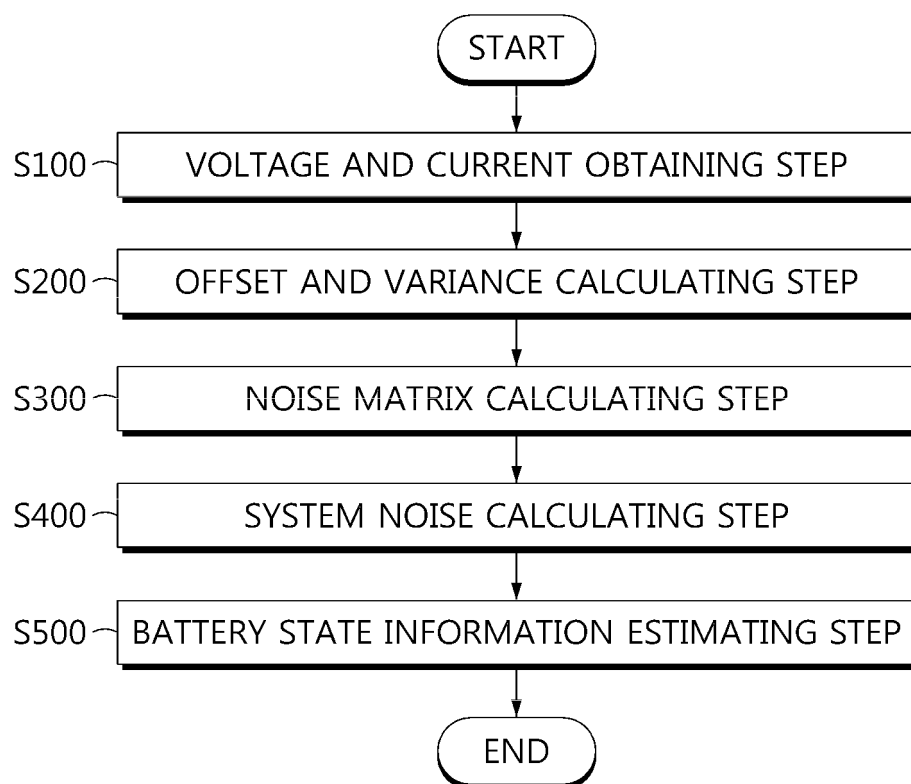 START
S100 VOLTAGE AND CURRENT OBTAINING STEP
S200 OFFSET AND VARIANCE CALCULATING STEP
S300 NOISE MATRIX CALCULATING STEP
S400 SYSTEM NOISE CALCULATING STEP
S500 BATTERY STATE INFORMATION ESTIMATING STEP
END